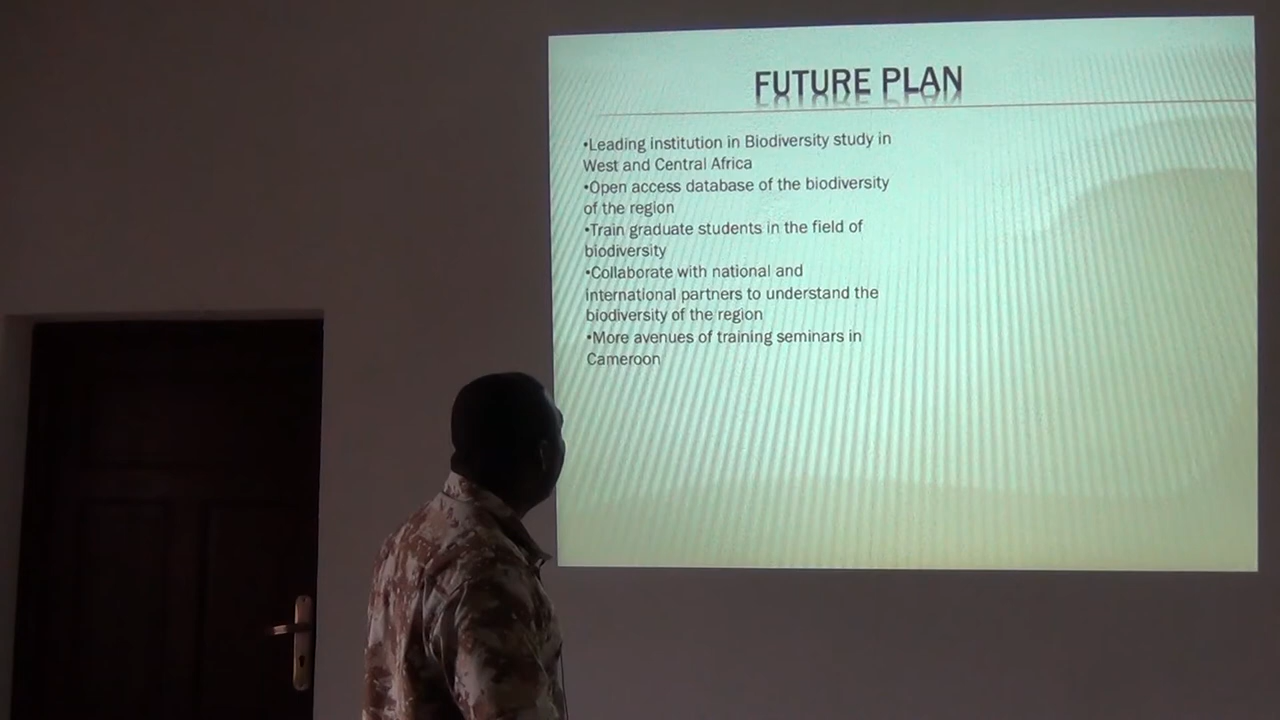 FUTURE PLAN
•Leading institution in Biodiversity study in
West and Central Africa
•Open access database of the biodiversity
of the region
•Train graduate students in the field of
biodiversity
•Collaborate with national and
international partners to understand the
biodiversity of the region
•More avenues of training seminars in
Cameroon